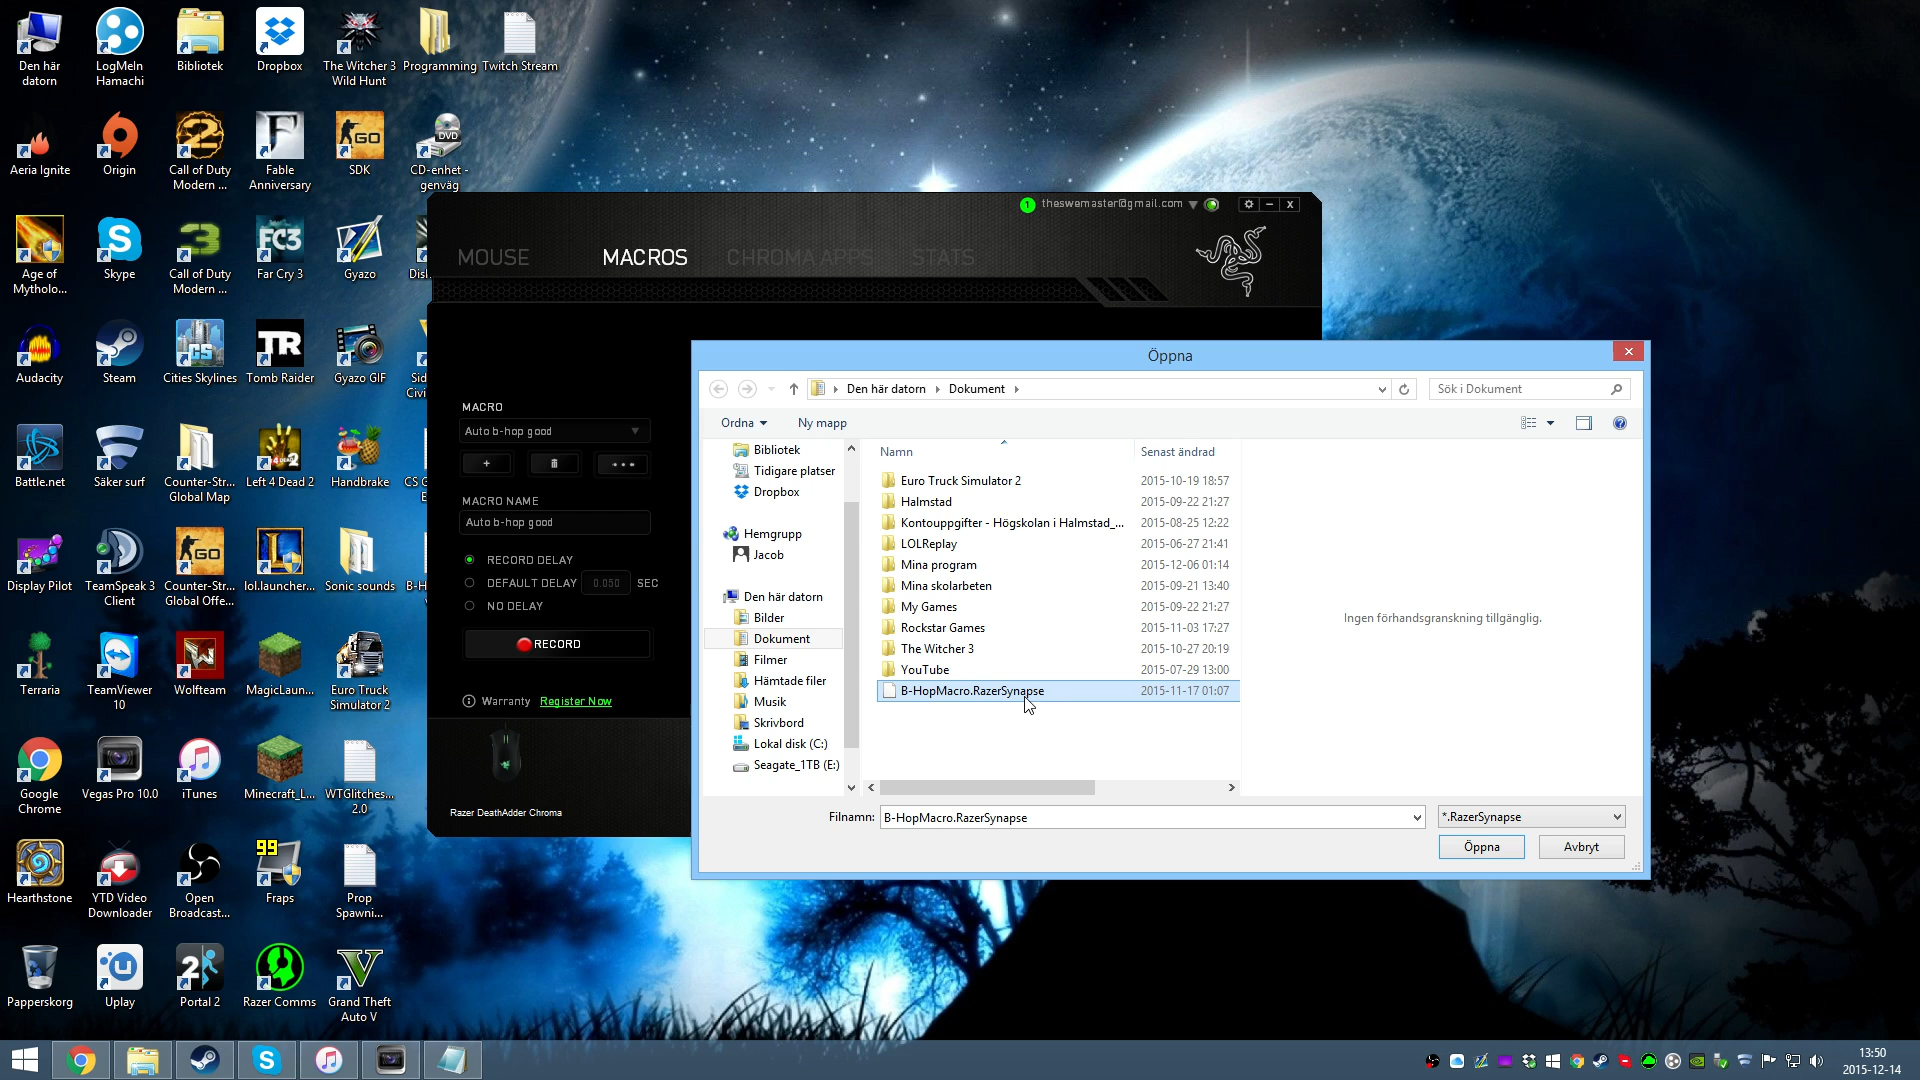 Den här
datorn
LogMeIn
Hamachi
Bibliotek
Dropbox
The Witcher 3
Wild Hunt
Programming
Twitch Stream
Aeria Ignite
Origin
Call of Duty
Modern ...
Fable
Anniversary
SDK
CD-enhet -
genväg
Age of
Mytholo...
Skype
Call of Duty
Modern ...
Far Cry 3
Gyazo
Audacity
Steam
Cities Skylines
Tomb Raider
Gyazo GIF
Battle.net
Säker surf
Counter-Str...
Global Map
Left 4 Dead 2
Handbrake
Display Pilot
TeamSpeak 3
Client
Counter-Str...
Global Offe...
lol.launcher...
Sonic sounds
Terraria
TeamViewer
10
Wolfteam
MagicLaun...
Euro Truck
Simulator 2
Google
Chrome
Vegas Pro 10.0
iTunes
Minecraft_L...
WTGlitches...
2.0
Hearthstone
YTD Video
Downloader
Open
Broadcast...
99
Fraps
Prop
Spawni...
Papperskorg
Uplay
Portal 2
Razer Comms
Grand Theft
Auto V
1 theswemaster@gmail.com
MOUSE MACROS CHROMA APPS STATS
MACRO
Auto b-hop good
MACRO NAME
Auto b-hop good
RECORD DELAY
DEFAULT DELAY 0.050 SEC
NO DELAY
RECORD
Warranty Register Now
Razer DeathAdder Chroma
Öppna
Den här datorn Dokument
Sök i Dokument
Ordna Ny mapp
Bibliotek
Tidigare platser
Dropbox
Hemgrupp
Jacob
Den här datorn
Bilder
Dokument
Filmer
Hämtade filer
Musik
Skrivbord
Lokal disk (C:)
Seagate_1TB (E:)
Namn Senast ändrad
Euro Truck Simulator 2 2015-10-19 18:57
Halmstad 2015-09-22 21:27
Kontouppgifter - Högskolan i Halmstad_... 2015-08-25 12:22
LOLReplay 2015-06-27 21:41
Mina program 2015-12-06 01:14
Mina skolarbeten 2015-09-21 13:40
My Games 2015-09-22 21:27
Rockstar Games 2015-11-03 17:27
The Witcher 3 2015-10-27 20:19
YouTube 2015-07-29 13:00
B-HopMacro.RazerSynapse 2015-11-17 01:07
Ingen förhandsgranskning tillgänglig.
Filnamn: B-HopMacro.RazerSynapse
*.RazerSynapse
Öppna Avbryt
13:50
2015-12-14